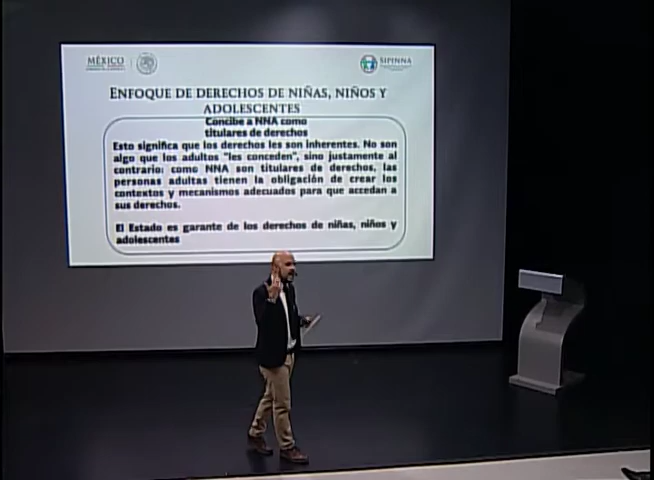 MÉXICO
SIPINNA
ENFOQUE DE DERECHOS DE NIÑAS, NIÑOS Y
ADOLESCENTES
Concibe a NNA como
titulares de derechos
Esto significa que los derechos les son inherentes. No son
algo que los adultos "les conceden", sino justamente al
contrario: como NNA son titulares de derechos, las
personas adultas tienen la obligación de crear los
contextos y mecanismos adecuados para que accedan a
sus derechos.
El Estado es garante de los derechos de niñas, niños y
adolescentes